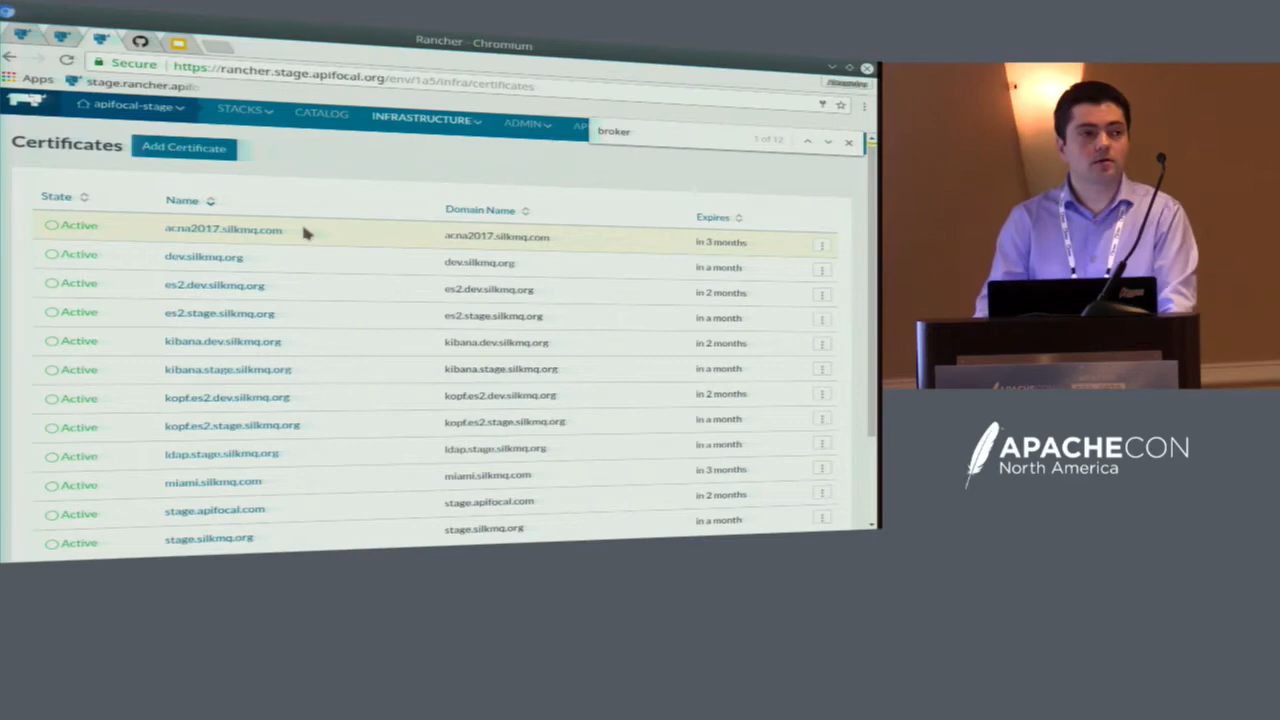 Rancher - Chromium
Secure https://rancher.stage.apifocal.org/env/1a5/infra/certificates
Apps stage.rancher.apifo
apifocal-stage STACKS CATALOG INFRASTRUCTURE ADMIN AP
broker 1 of 12
Certificates Add Certificate
State Name Domain Name Expires
Active acna2017.silkmq.com acna2017.silkmq.com in 3 months
Active dev.silkmq.org dev.silkmq.org in a month
Active es2.dev.silkmq.org es2.dev.silkmq.org in 2 months
Active es2.stage.silkmq.org es2.stage.silkmq.org in a month
Active kibana.dev.silkmq.org kibana.dev.silkmq.org in 2 months
Active kibana.stage.silkmq.org kibana.stage.silkmq.org in a month
Active kopf.es2.dev.silkmq.org kopf.es2.dev.silkmq.org in 2 months
Active kopf.es2.stage.silkmq.org kopf.es2.stage.silkmq.org in a month
Active ldap.stage.silkmq.org ldap.stage.silkmq.org in a month
Active miami.silkmq.com miami.silkmq.com in 3 months
Active stage.apifocal.com stage.apifocal.com in 2 months
Active stage.silkmq.org stage.silkmq.org in a month
APACHECON
APACHECON
North America